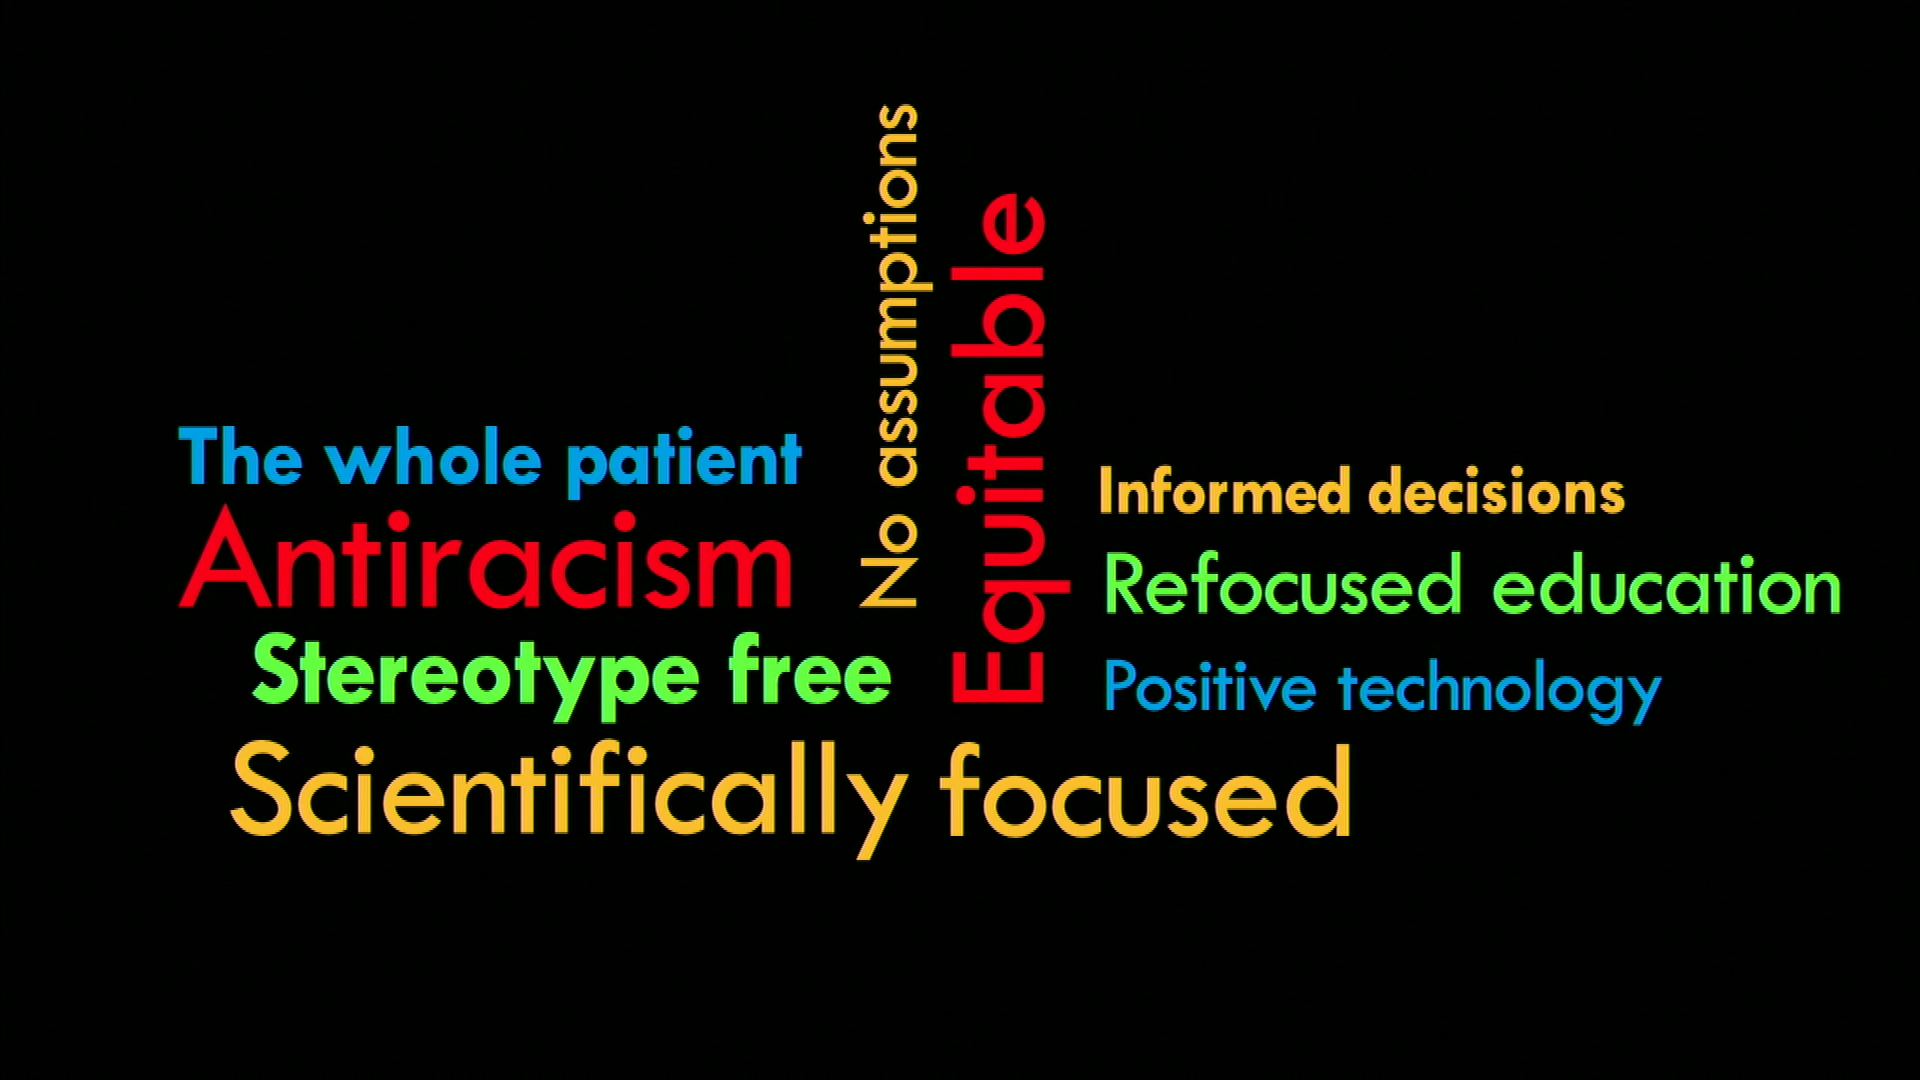 No assumptions
Equitable
The whole patient
Antiracism
Stereotype free
Informed decisions
Refocused education
Positive technology
Scientifically focused